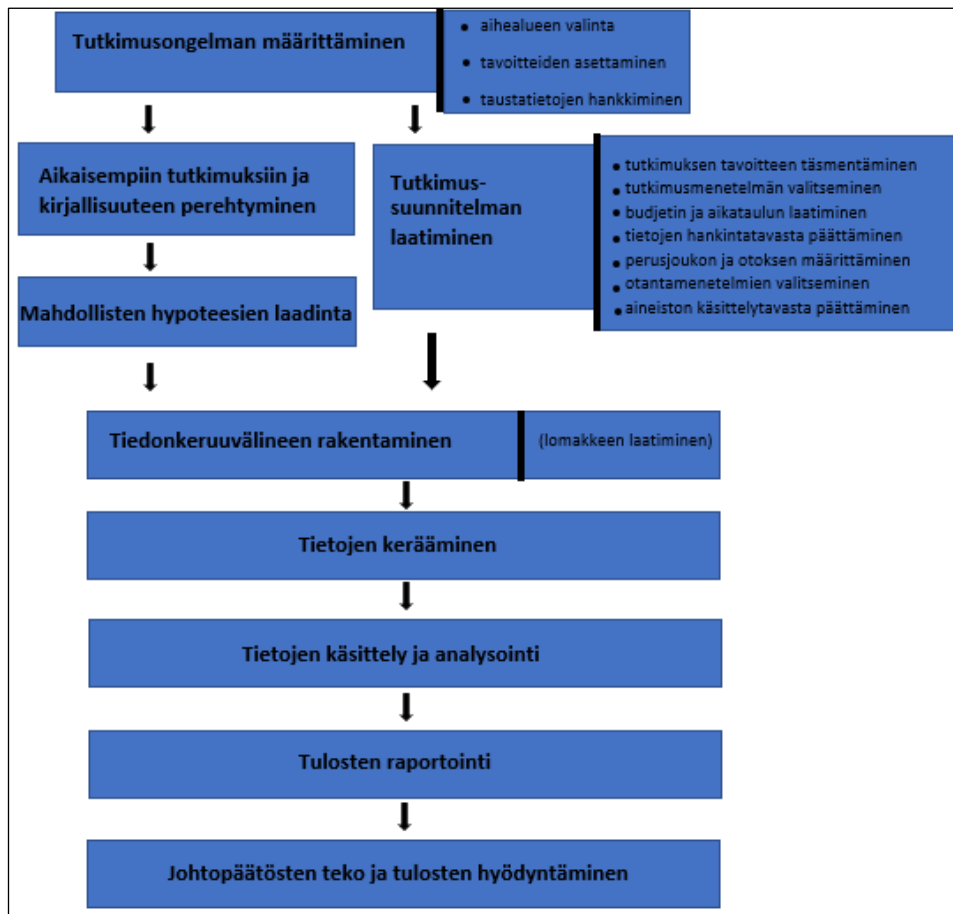 Tutkimusongelman määrittäminen
• aihealueen valinta
• tavoitteiden asettaminen
• taustatietojen hankkiminen
Aikaisempiin tutkimuksiin ja
kirjallisuuteen perehtyminen
Tutkimus-
suunnitelman
laatiminen
• tutkimuksen tavoitteen täsmentäminen
• tutkimusmenetelmän valitseminen
• budjetin ja aikataulun laatiminen
• tietojen hankintatavasta päättäminen
• perusjoukon ja otoksen määrittäminen
• otantamenetelmien valitseminen
• aineiston käsittelytavasta päättäminen
Mahdollisten hypoteesien laadinta
Tiedonkeruuvälineen rakentaminen
(lomakkeen laatiminen)
Tietojen kerääminen
Tietojen käsittely ja analysointi
Tulosten raportointi
Johtopäätösten teko ja tulosten hyödyntäminen